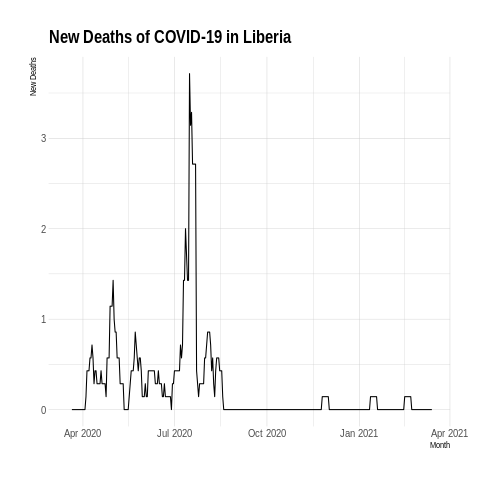 New Deaths of COVID-19 in Liberia
New Deaths
3
2
1
0
Apr 2020 Jul 2020 Oct 2020 Jan 2021 Apr 2021
Month